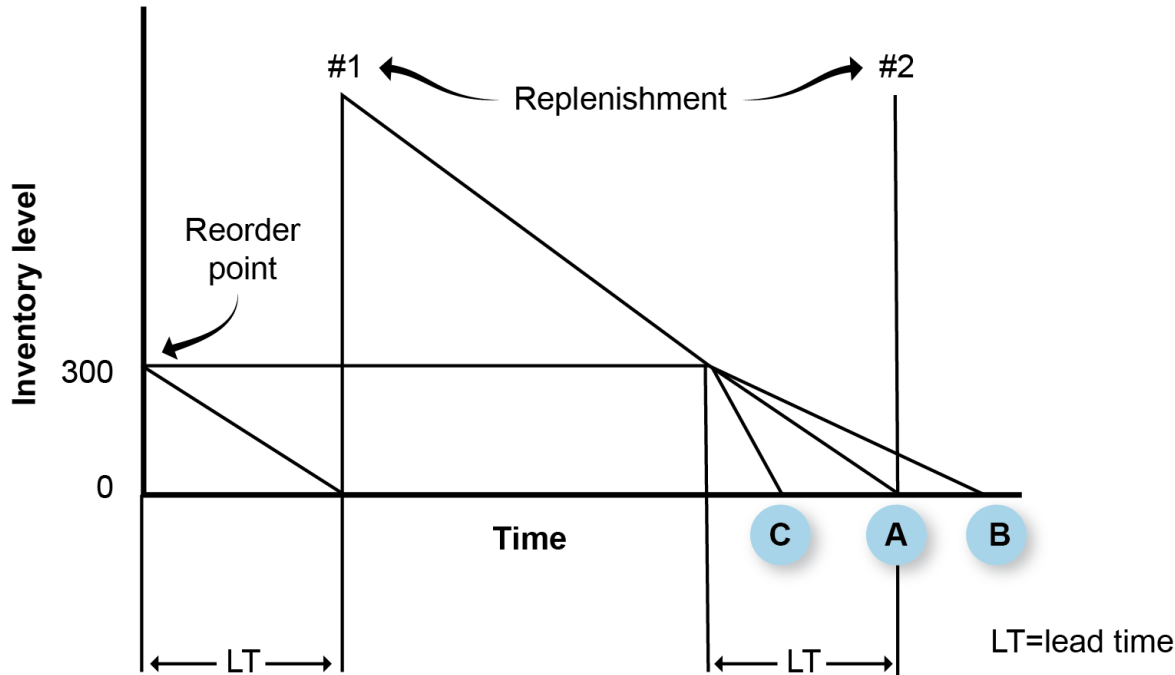 #1
#2
Replenishment
Reorder
point
Inventory level
300
0
Time
C
A
B
LT
LT
LT=lead time